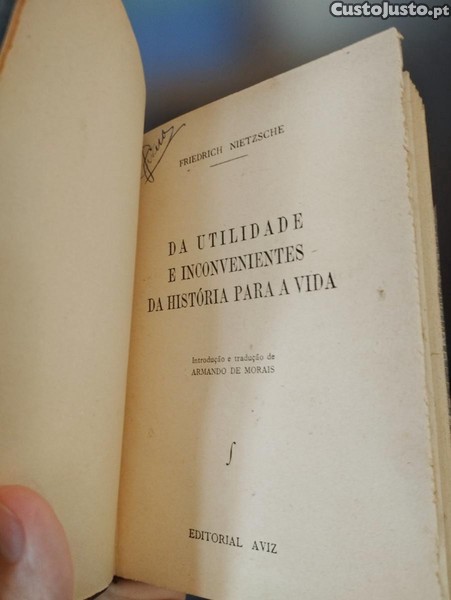 CustoJusto.pt
FRIEDRICH NIETZSCHE
DA UTILIDADE
E INCONVENIENTES
DA HISTÓRIA PARA A VIDA
Introdução e tradução de
ARMANDO DE MORAIS
EDITORIAL AVIZ